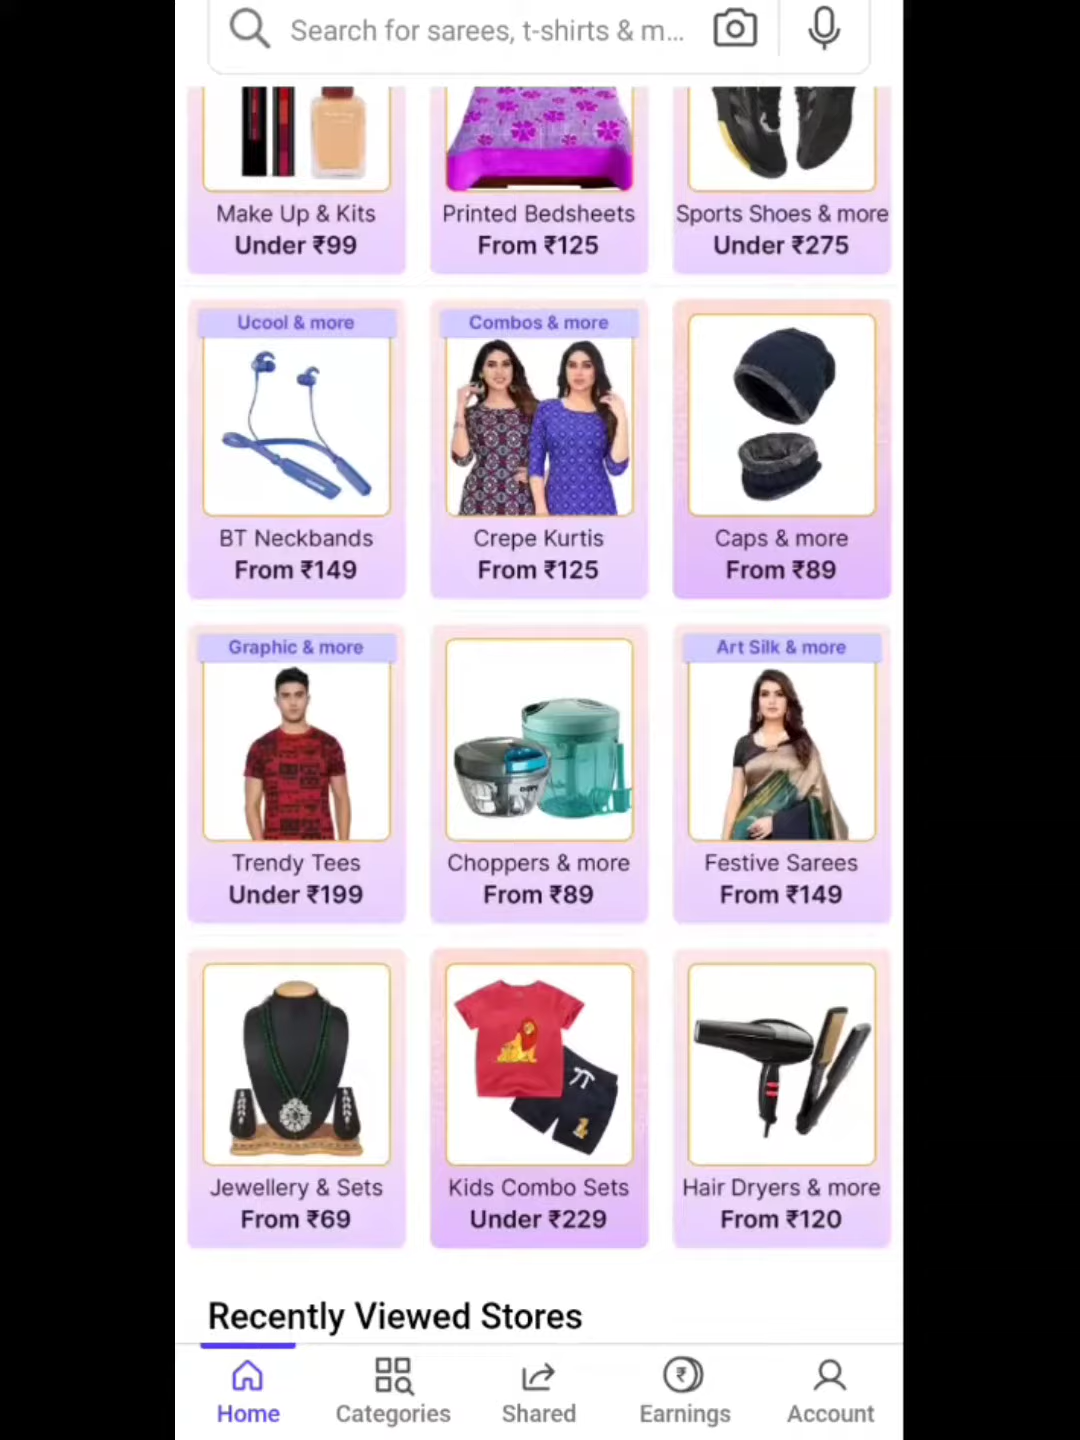 Search for sarees, t-shirts & m...
Make Up & Kits
Under ₹99
Printed Bedsheets
From ₹125
Sports Shoes & more
Under ₹275
Ucool & more
BT Neckbands
From ₹149
Combos & more
Crepe Kurtis
From ₹125
Caps & more
From ₹89
Graphic & more
Trendy Tees
Under ₹199
Choppers & more
From ₹89
Art Silk & more
Festive Sarees
From ₹149
Jewellery & Sets
From ₹69
Kids Combo Sets
Under ₹229
Hair Dryers & more
From ₹120
Recently Viewed Stores
Home
Categories
Shared
Earnings
Account